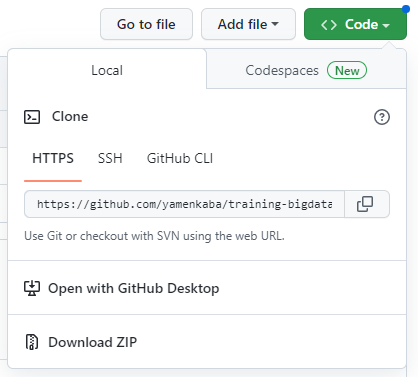 Go to file Add file Code
Local Codespaces New
Clone
HTTPS SSH GitHub CLI
https://github.com/yamenkaba/training-bigdata
Use Git or checkout with SVN using the web URL.
Open with GitHub Desktop
Download ZIP